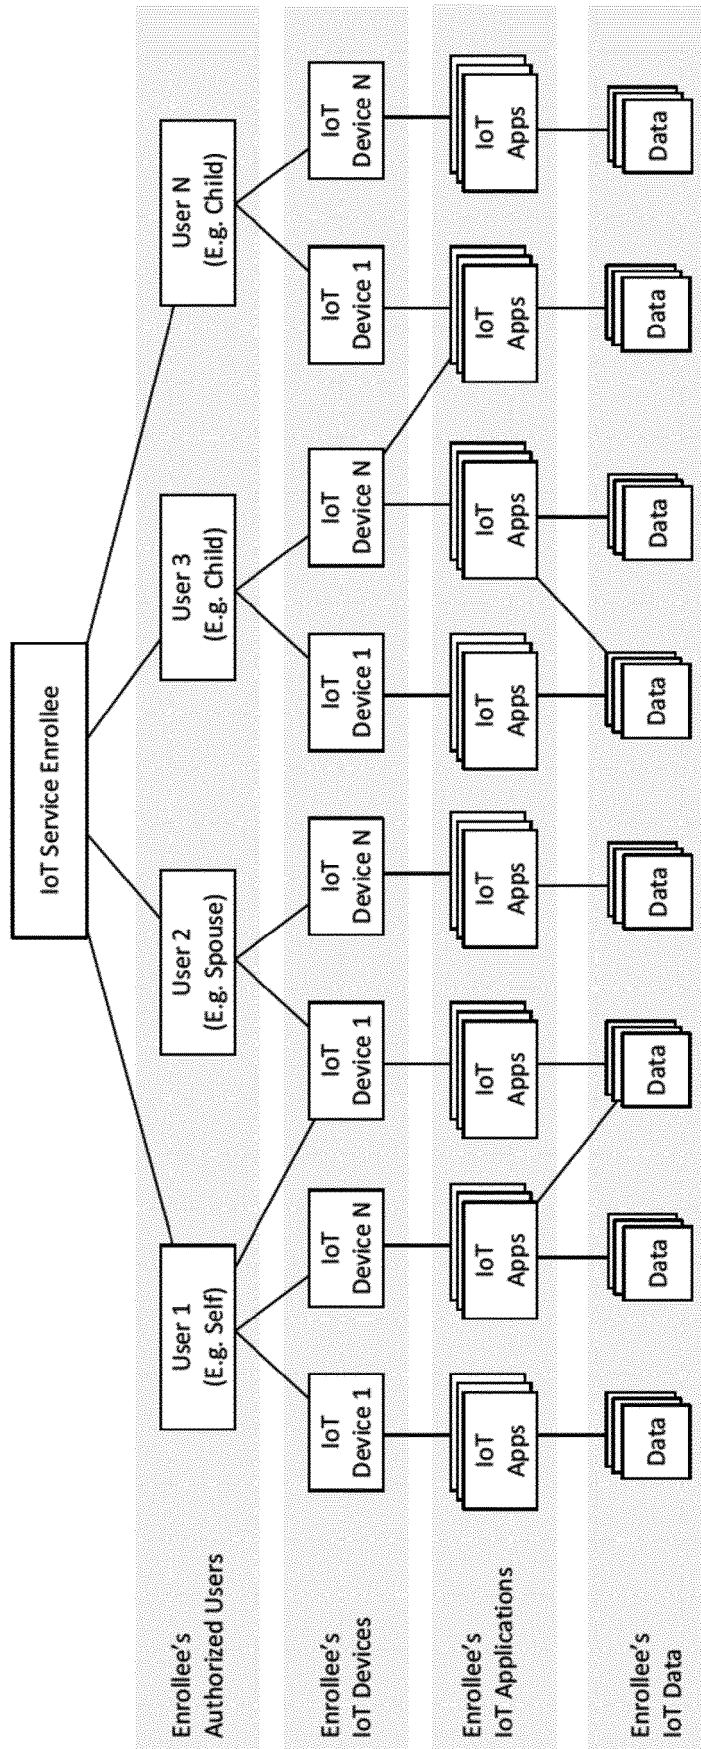 IoT Service Enrollee
Enrollee's
Authorized Users
User 1
(E.g. Self)
User 2
(E.g. Spouse)
User 3
(E.g. Child)
User N
(E.g. Child)
Enrollee's
IoT Devices
IoT
Device 1
IoT
Device N
IoT
Device 1
IoT
Device N
IoT
Device 1
IoT
Device N
IoT
Device 1
IoT
Device N
Enrollee's
IoT Applications
IoT
Apps
IoT
Apps
IoT
Apps
IoT
Apps
IoT
Apps
IoT
Apps
IoT
Apps
IoT
Apps
Enrollee's
IoT Data
Data
Data
Data
Data
Data
Data
Data
Data